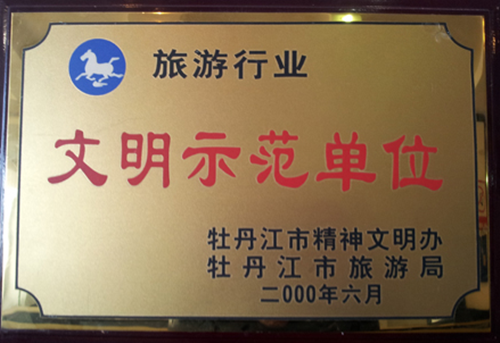 旅游行业
文明示范单位
牡丹江市精神文明办
牡丹江市旅游局
二000年六月